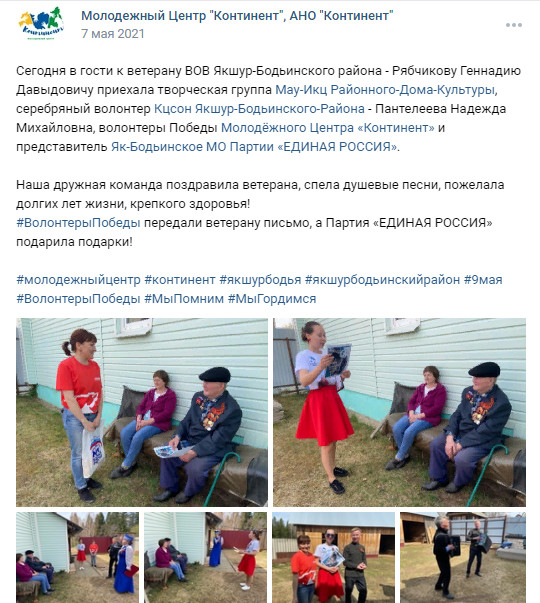 Молодежный Центр "Континент", АНО "Континент"
7 мая 2021
Сегодня в гости к ветерану ВОВ Якшур-Бодьинского района - Рябчикову Геннадию
Давыдовичу приехала творческая группа Мау-Икц Районного-Дома-Культуры,
серебряный волонтер Кцсон Якшур-Бодьинского-Района - Пантелеева Надежда
Михайловна, волонтеры Победы Молодёжного Центра «Континент» и
представитель Як-Бодьинское МО Партии «ЕДИНАЯ РОССИЯ».
Наша дружная команда поздравила ветерана, спела душевные песни, пожелала
долгих лет жизни, крепкого здоровья!
#ВолонтерыПобеды передали ветерану письмо, а Партия «ЕДИНАЯ РОССИЯ»
подарила подарки!
#молодежныйцентр #континент #якшурбодья #якшурбодьинскийрайон #9мая
#ВолонтерыПобеды #МыПомним #МыГордимся